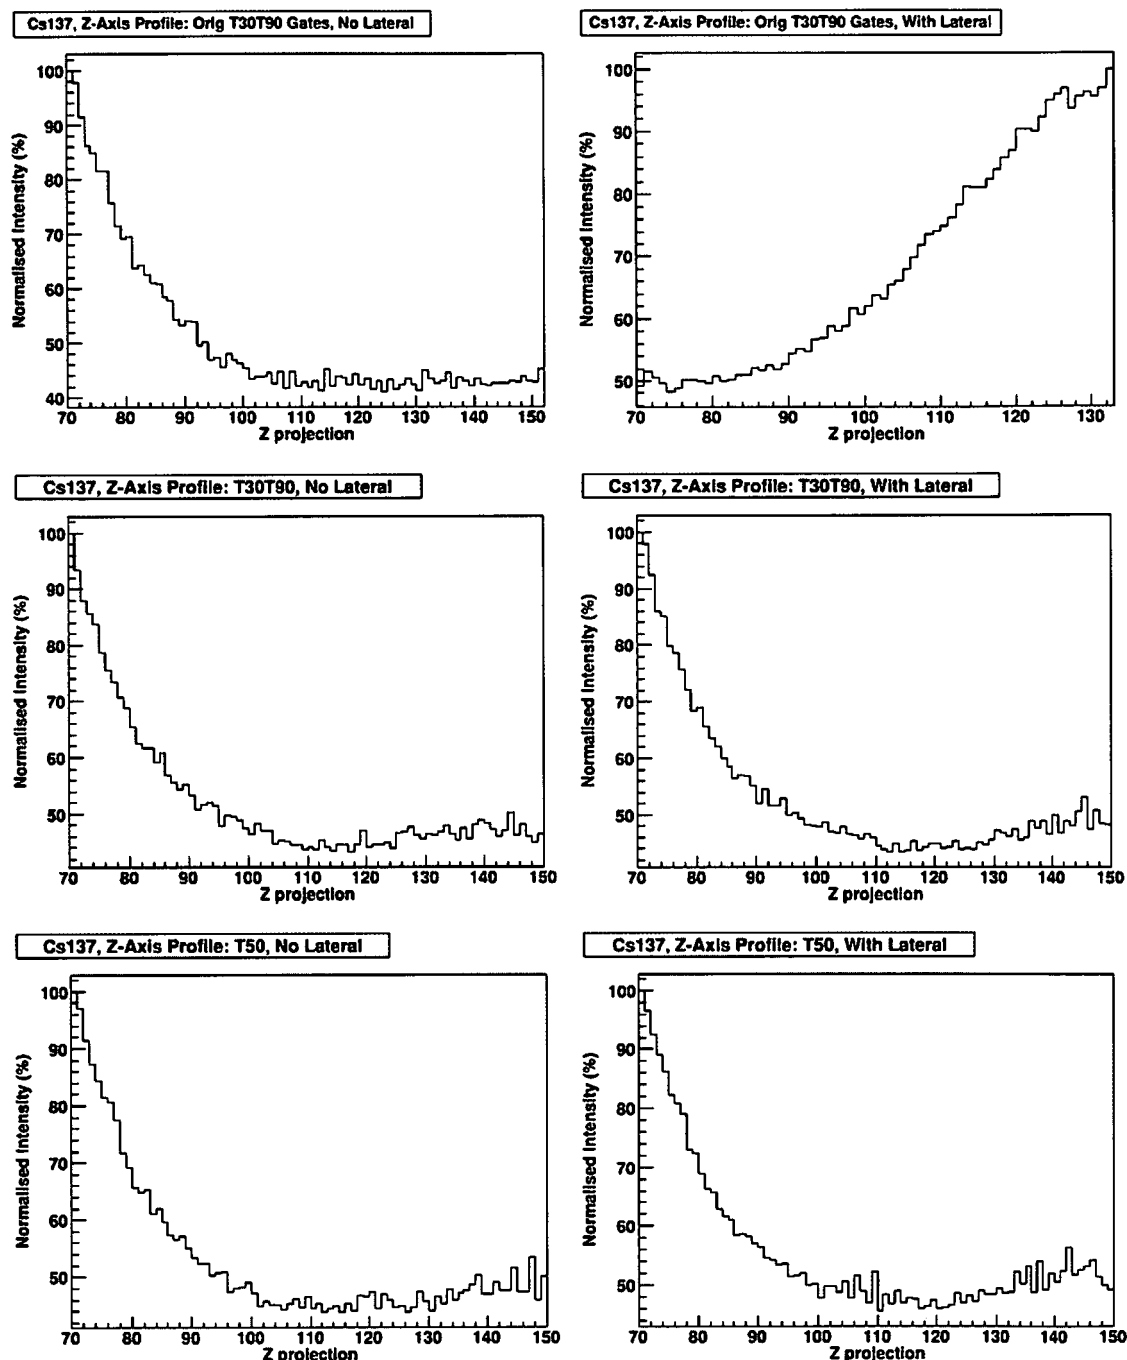 Cs137, Z-Axis Profile: Orig T30T90 Gates, No Lateral
Normalised Intensity (%)
100
90
80
70
60
50
40
70 80 90 100 110 120 130 140 150
Z projection
Cs137, Z-Axis Profile: Orig T30T90 Gates, With Lateral
Normalised Intensity (%)
100
90
80
70
60
50
70 80 90 100 110 120 130
Z projection
Cs137, Z-Axis Profile: T30T90, No Lateral
Normalised Intensity (%)
100
90
80
70
60
50
70 80 90 100 110 120 130 140 150
Z projection
Cs137, Z-Axis Profile: T30T90, With Lateral
Normalised Intensity (%)
100
90
80
70
60
50
70 80 90 100 110 120 130 140 150
Z projection
Cs137, Z-Axis Profile: T50, No Lateral
Normalised Intensity (%)
100
90
80
70
60
50
70 80 90 100 110 120 130 140 150
Z projection
Cs137, Z-Axis Profile: T50, With Lateral
Normalised Intensity (%)
100
90
80
70
60
50
70 80 90 100 110 120 130 140 150
Z projection